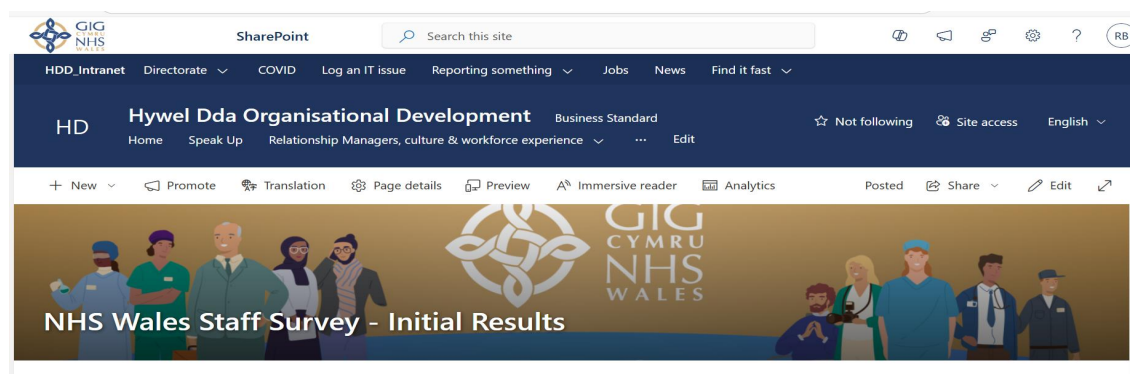 GIG
CYMRU
NHS
WALES
SharePoint
Search this site
?
RB
HDD_Intranet Directorate COVID Log an IT issue Reporting something Jobs News Find it fast
HD
Hywel Dda Organisational Development Business Standard
Not following Site access English
Home Speak Up Relationship Managers, culture & workforce experience ... Edit
+ New Promote Translation Page details Preview Immersive reader Analytics Posted Share Edit
GIG
CYMRU
NHS
WALES
NHS Wales Staff Survey - Initial Results